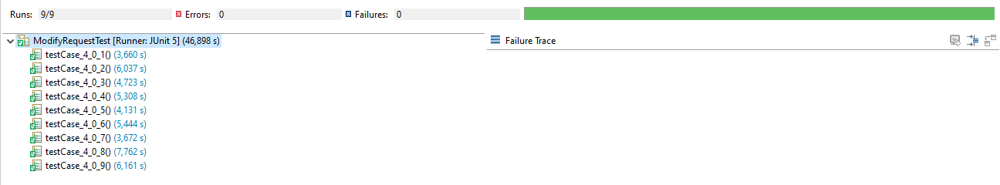 Runs: 9/9 Errors: 0 Failures: 0
ModifyRequestTest [Runner: JUnit 5] (46,898 s)
Failure Trace
testCase_4_0_1() (3,660 s)
testCase_4_0_2() (6,037 s)
testCase_4_0_3() (4,723 s)
testCase_4_0_4() (5,308 s)
testCase_4_0_5() (4,131 s)
testCase_4_0_6() (5,444 s)
testCase_4_0_7() (3,672 s)
testCase_4_0_8() (7,762 s)
testCase_4_0_9() (6,161 s)